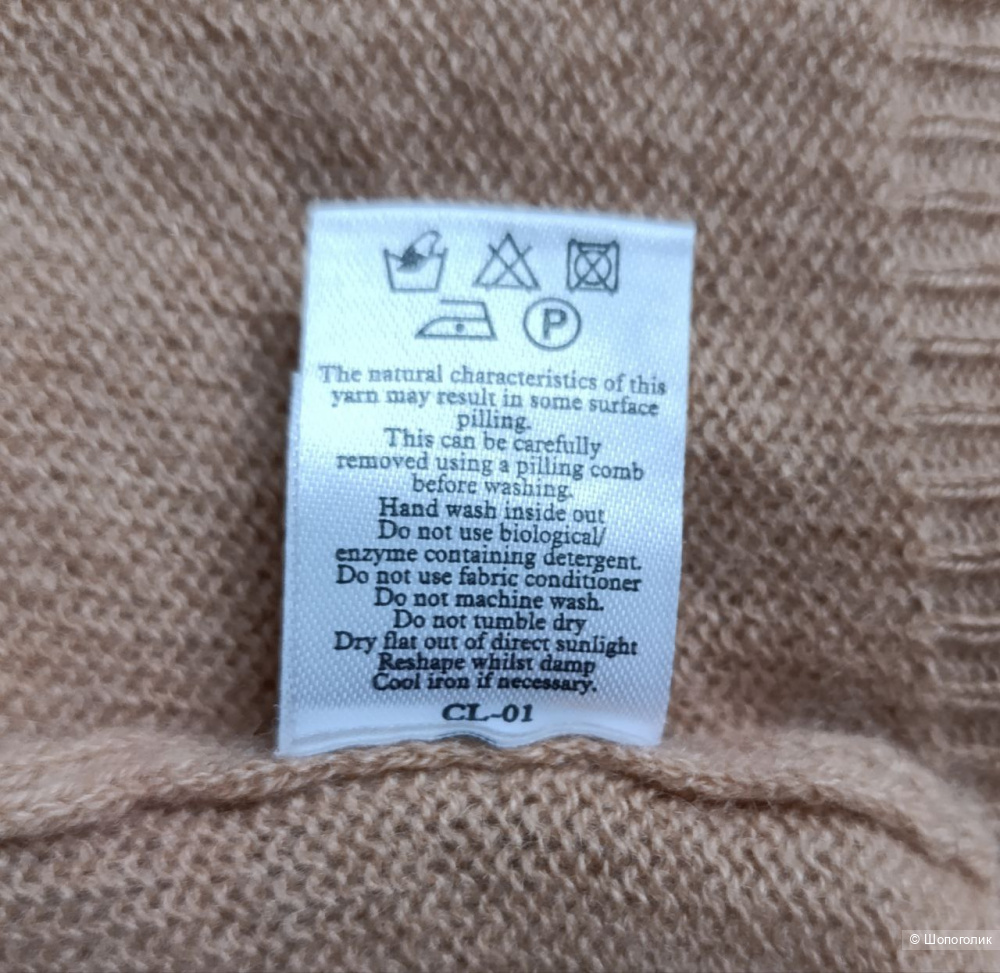 P
The natural characteristics of this
yarn may result in some surface
pilling.
This can be carefully
removed using a pilling comb
before washing.
Hand wash inside out
Do not use biological/
enzyme containing detergent.
Do not use fabric conditioner
Do not machine wash.
Do not tumble dry
Dry flat out of direct sunlight
Reshape whilst damp
Cool iron if necessary.
CL-01
© Шопоголик